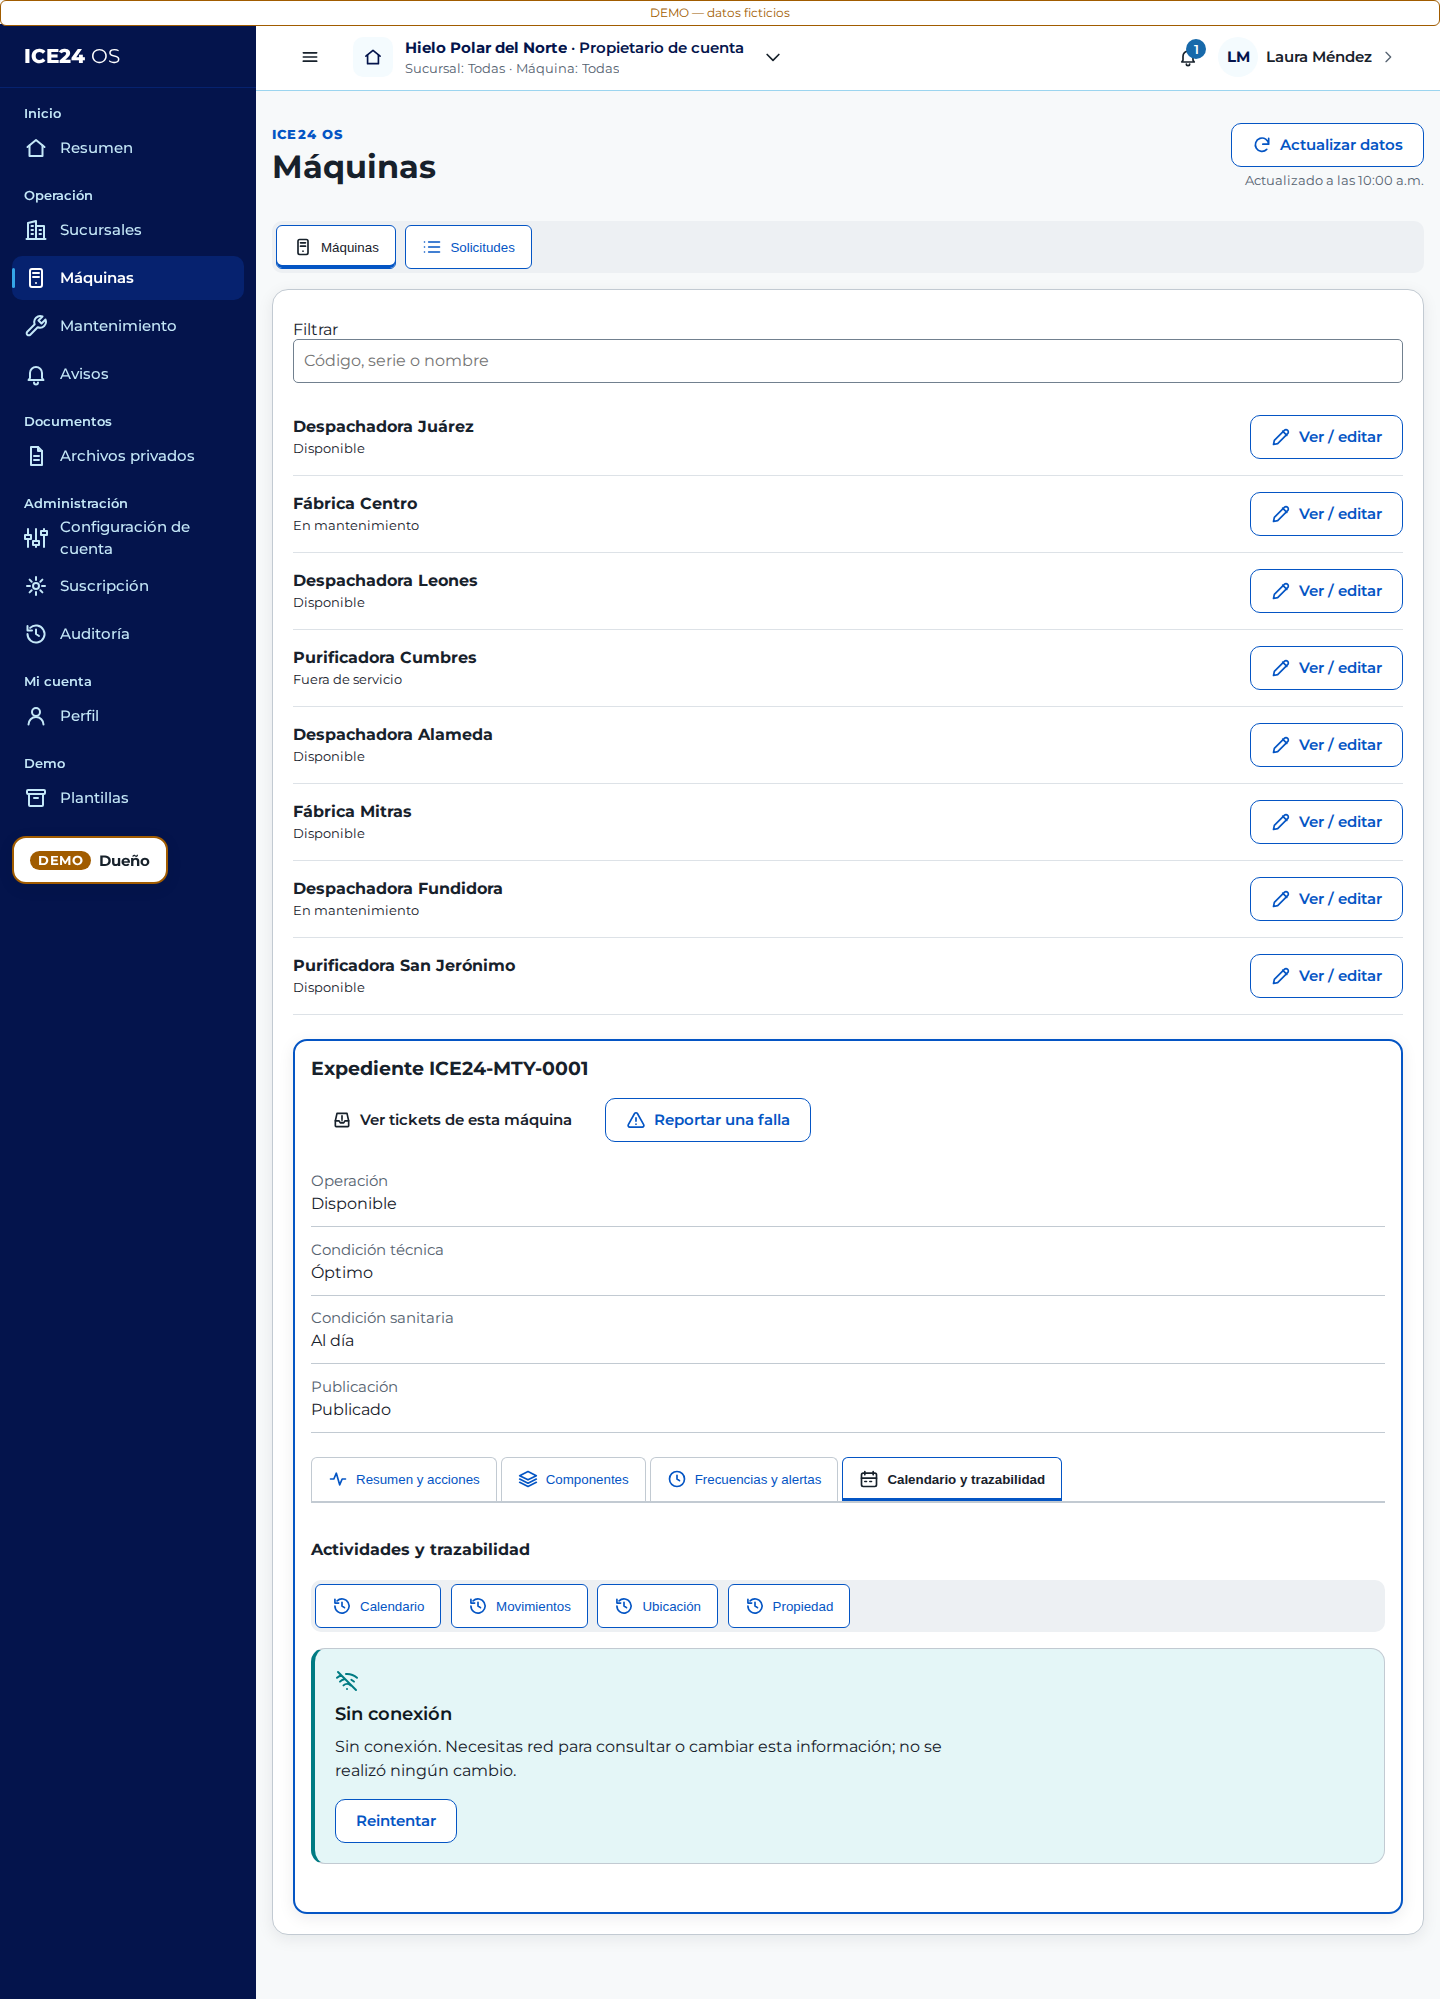 DEMO — datos ficticios
ICE24 OS
Inicio
Resumen
Operación
Sucursales
Máquinas
Mantenimiento
Avisos
Documentos
Archivos privados
Administración
Configuración de
cuenta
Suscripción
Auditoría
Mi cuenta
Perfil
Demo
Plantillas
DEMO Dueño
Hielo Polar del Norte · Propietario de cuenta
Sucursal: Todas · Máquina: Todas
1
LM Laura Méndez
ICE24 OS
Máquinas
Actualizar datos
Actualizado a las 10:00 a.m.
Máquinas Solicitudes
Filtrar
Código, serie o nombre
Despachadora Juárez
Disponible
Ver / editar
Fábrica Centro
En mantenimiento
Ver / editar
Despachadora Leones
Disponible
Ver / editar
Purificadora Cumbres
Fuera de servicio
Ver / editar
Despachadora Alameda
Disponible
Ver / editar
Fábrica Mitras
Disponible
Ver / editar
Despachadora Fundidora
En mantenimiento
Ver / editar
Purificadora San Jerónimo
Disponible
Ver / editar
Expediente ICE24-MTY-0001
Ver tickets de esta máquina Reportar una falla
Operación
Disponible
Condición técnica
Óptimo
Condición sanitaria
Al día
Publicación
Publicado
Resumen y acciones Componentes Frecuencias y alertas Calendario y trazabilidad
Actividades y trazabilidad
Calendario Movimientos Ubicación Propiedad
Sin conexión
Sin conexión. Necesitas red para consultar o cambiar esta información; no se
realizó ningún cambio.
Reintentar